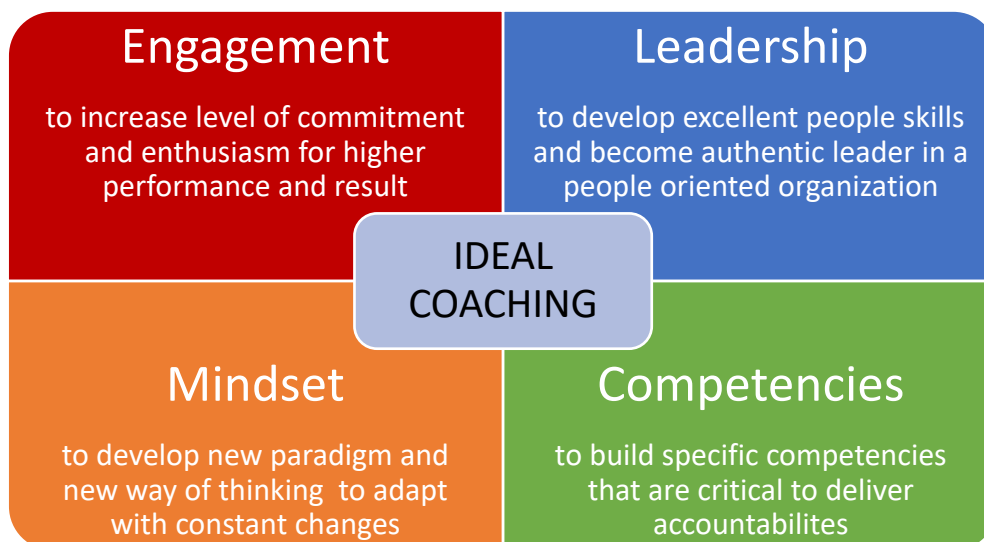 Engagement
to increase level of commitment
and enthusiasm for higher
performance and result
Leadership
to develop excellent people skills
and become authentic leader in a
people oriented organization
IDEAL
COACHING
Mindset
to develop new paradigm and
new way of thinking  to adapt
with constant changes
Competencies
to build specific competencies
that are critical to deliver
accountabilites